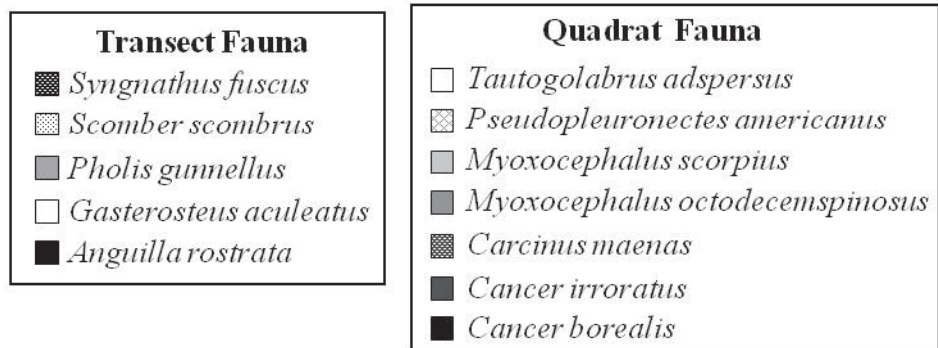 Transect Fauna
Syngnathus fuscus
Scomber scombrus
Pholis gunnellus
Gasterosteus aculeatus
Anguilla rostrata
Quadrat Fauna
Tautogolabrus adspersus
Pseudopleuronectes americanus
Myoxocephalus scorpius
Myoxocephalus octodecemspinosus
Carcinus maenas
Cancer irroratus
Cancer borealis